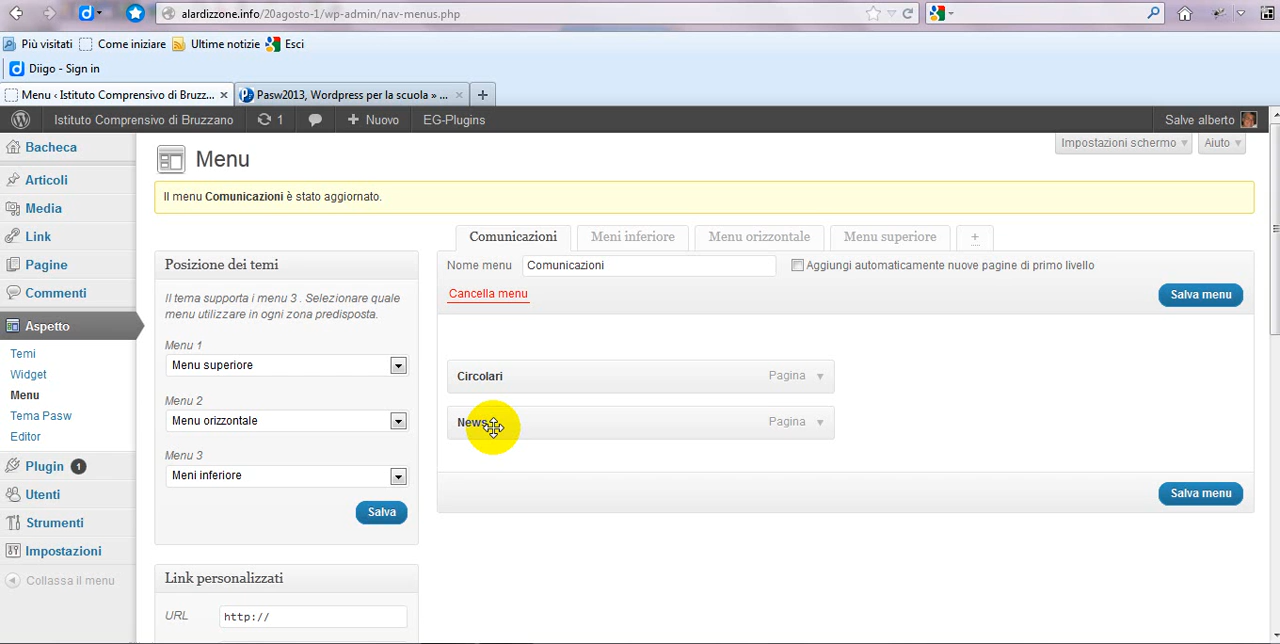 alardizzone.it/20agosto-1/wp-admin/nav-menus.php
Più visitati Come iniziare Ultime notizie Esci
Diigo - Sign in
Menu ‹ Istituto Comprensivo di Bruzz... × Pasw2013, Wordpress per la scuola » ... × +
Istituto Comprensivo di Bruzzano 1 Nuovo EG-Plugins Salve alberto
Impostazioni schermo Aiuto
Bacheca
Articoli
Media
Link
Pagine
Commenti
Aspetto
Temi
Widget
Menu
Tema Pasw
Editor
Plugin 1
Utenti
Strumenti
Impostazioni
Collassa il menu
Menu
Il menu Comunicazioni è stato aggiornato.
Posizione dei temi
Il tema supporta i menu 3 . Selezionare quale
menu utilizzare in ogni zona predisposta.
Menu 1
Menu superiore
Menu 2
Menu orizzontale
Menu 3
Meni inferiore
Salva
Link personalizzati
URL http://
Comunicazioni Meni inferiore Menu orizzontale Menu superiore +
Nome menu Comunicazioni Aggiungi automaticamente nuove pagine di primo livello
Cancella menu Salva menu
Circolari Pagina
News Pagina
Salva menu